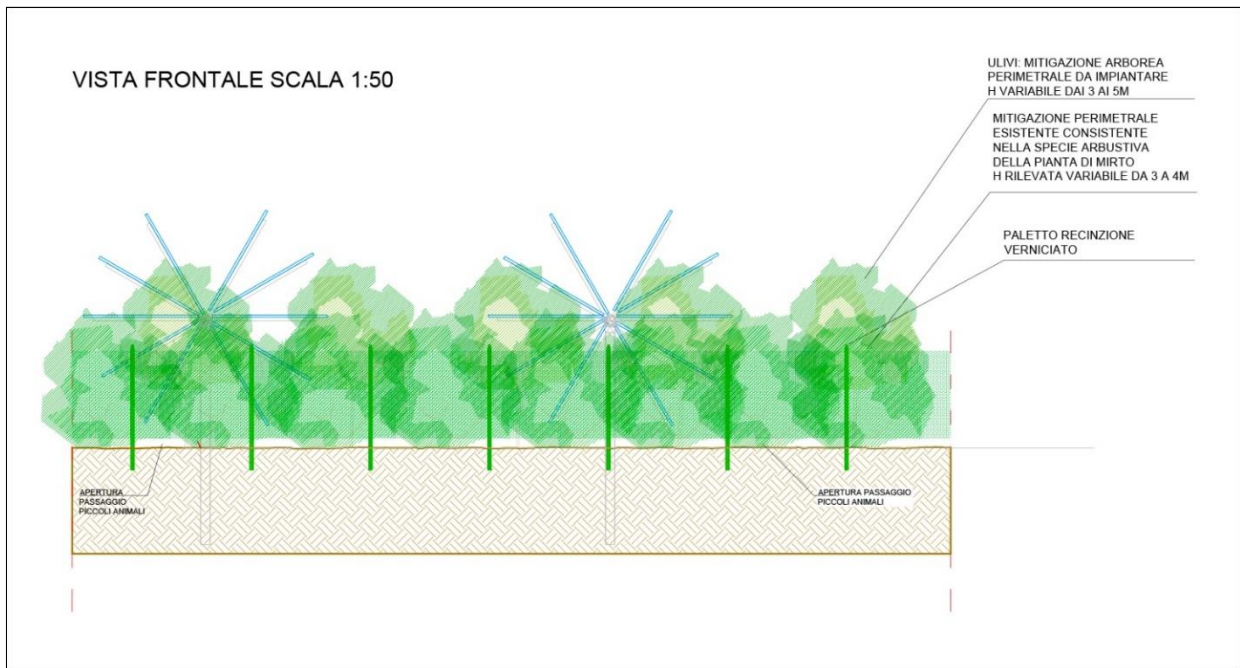 VISTA FRONTALE SCALA 1:50
ULIVI: MITIGAZIONE ARBOREA
PERIMETRALE DA IMPIANTARE
H VARIABILE DAI 3 AI 5M
MITIGAZIONE PERIMETRALE
ESISTENTE CONSISTENTE
NELLA SPECIE ARBUSTIVA
DELLA PIANTA DI MIRTO
H RILEVATA VARIABILE DA 3 A 4M
PALETTO RECINZIONE
VERNICIATO
APERTURA
PASSAGGIO
PICCOLI ANIMALI
APERTURA PASSAGGIO
PICCOLI ANIMALI